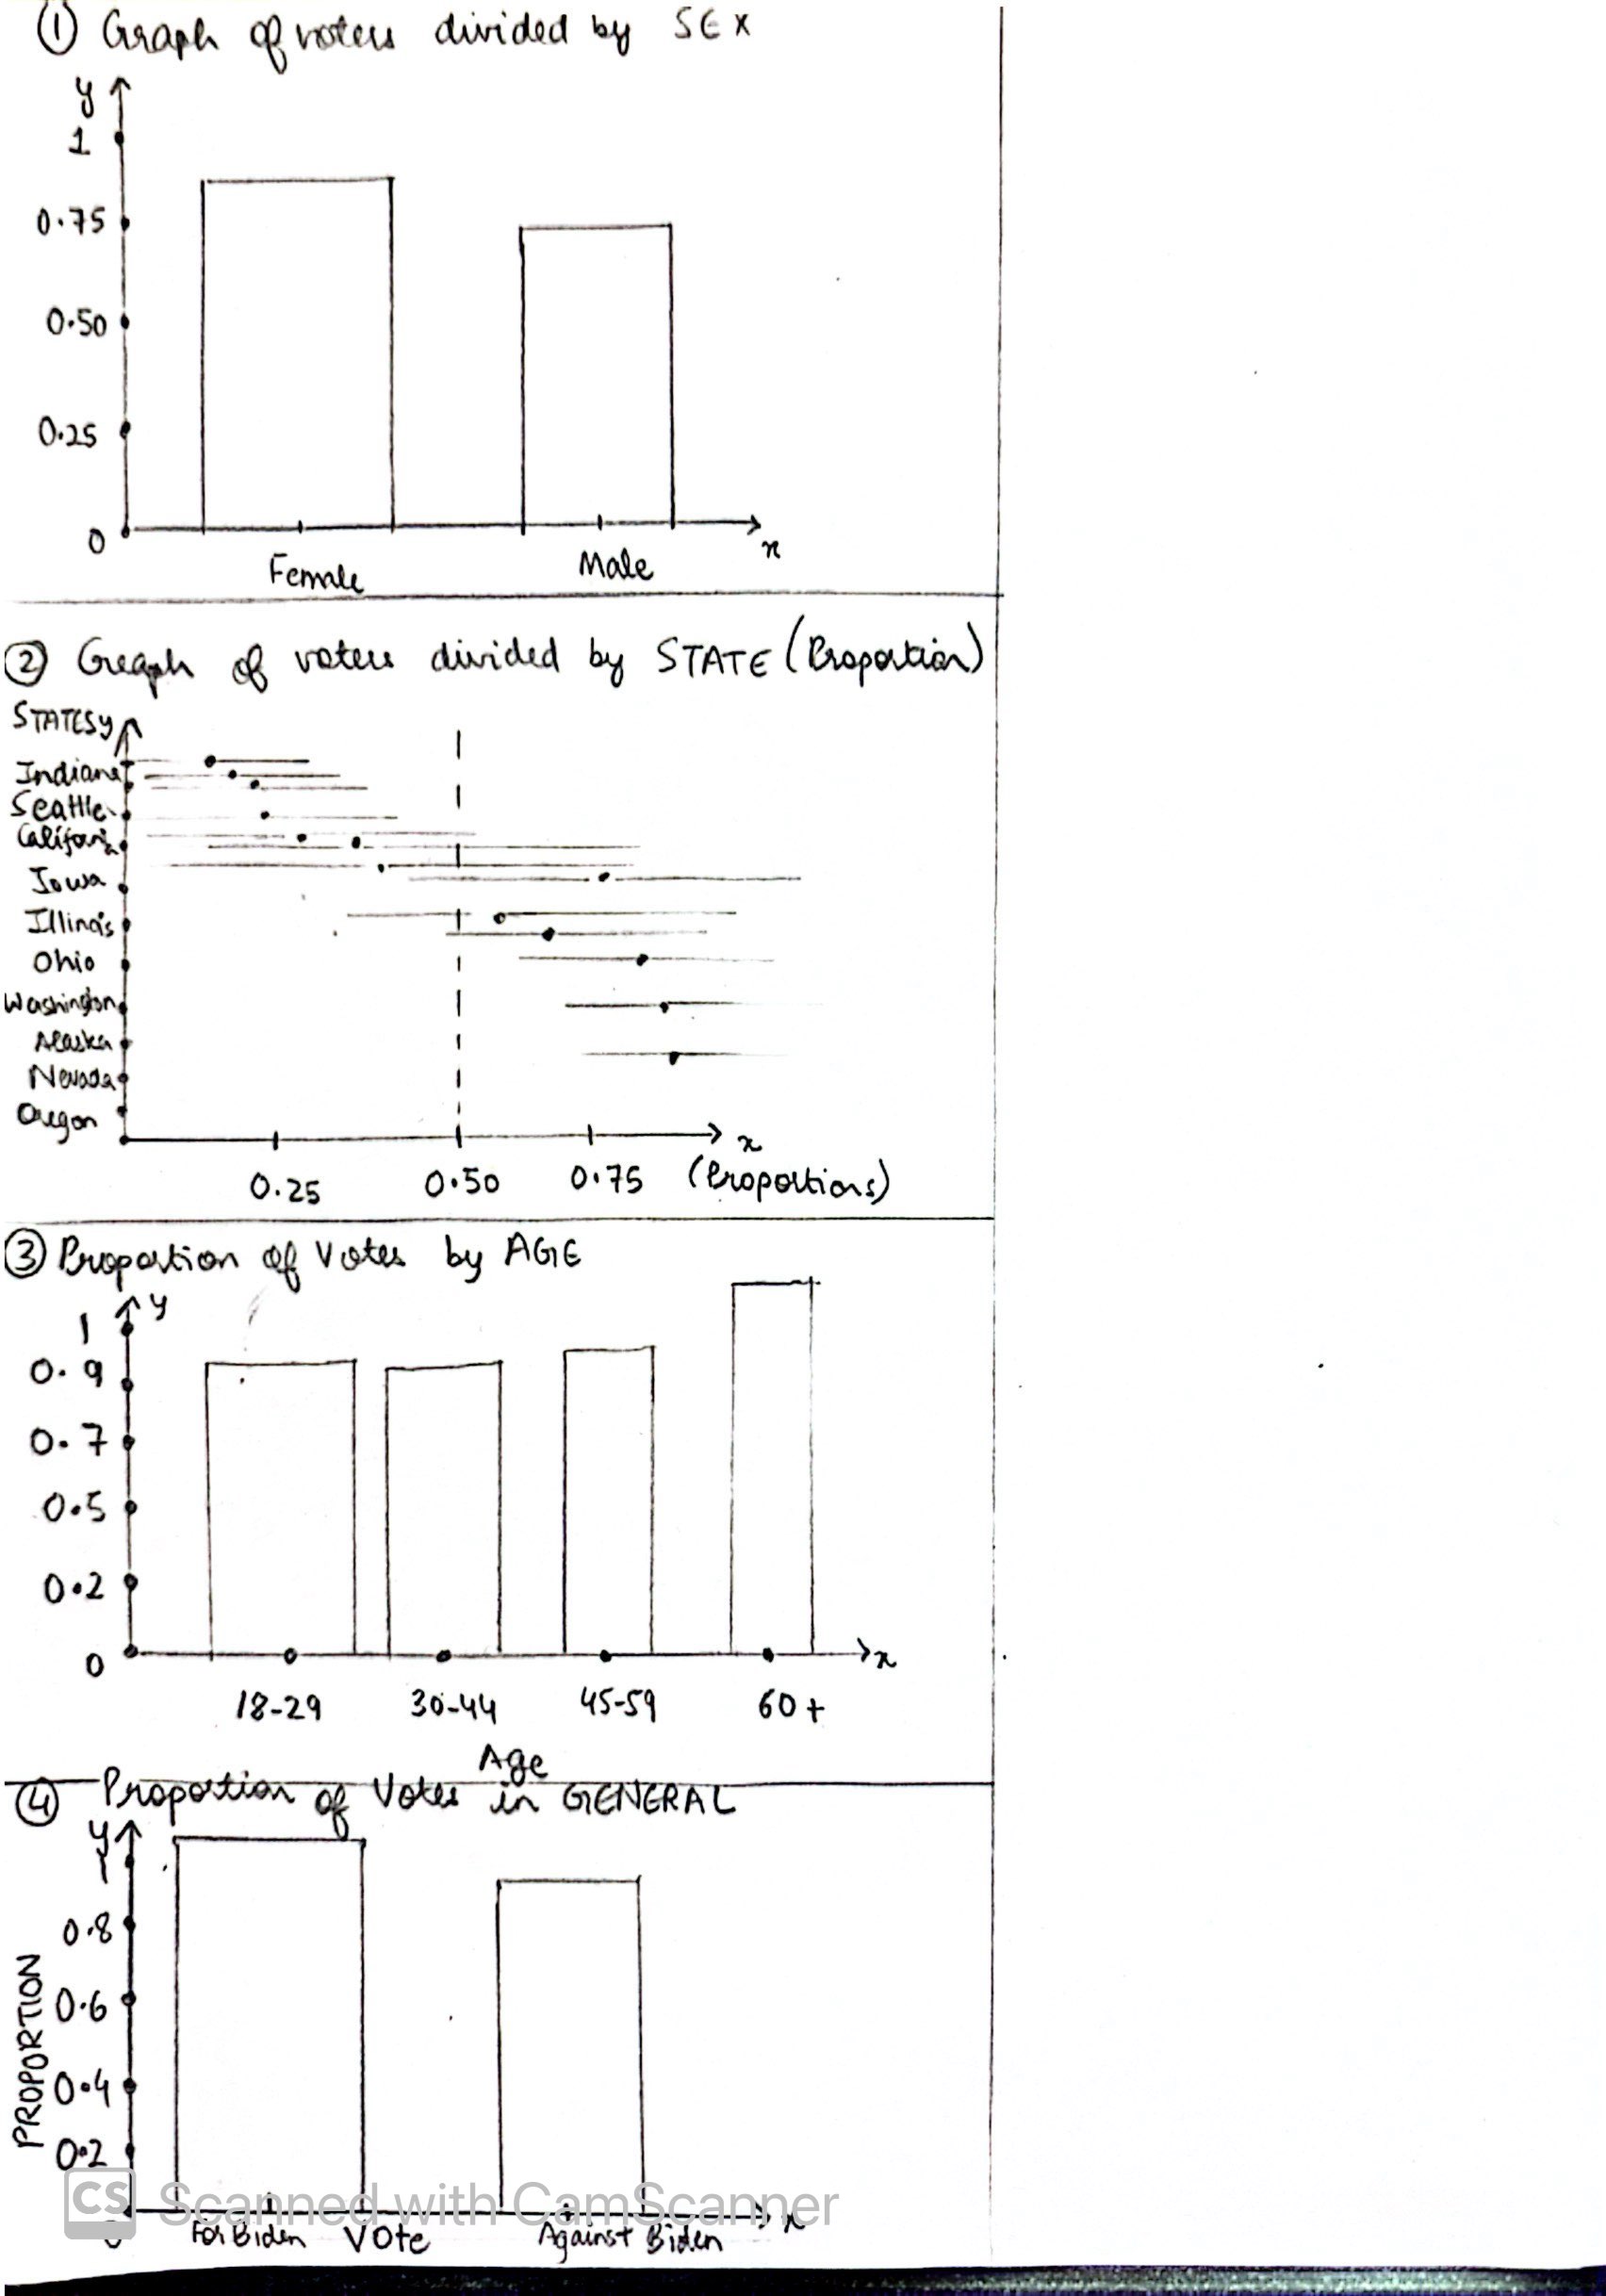 ① Graph of voters divided by SEX
y
1
0.75
0.50
0.25
0
Female Male x
② Graph of voters divided by STATE (Proportion)
STATES y
Indiana
Seattle
California
Iowa
Illinois
Ohio
Washington
Alaska
Nevada
Oregon
x
0.25 0.50 0.75 (Proportions)
③ Proportion of Votes by AGE
y
1
0.9
0.7
0.5
0.2
0
x
18-29 30-44 45-59 60+
Age
④ Proportion of Votes in GENERAL
y
1
0.8
0.6
0.4
0.2
PROPORTION
CS Scanned with CamScanner
x
For Biden Vote Against Biden